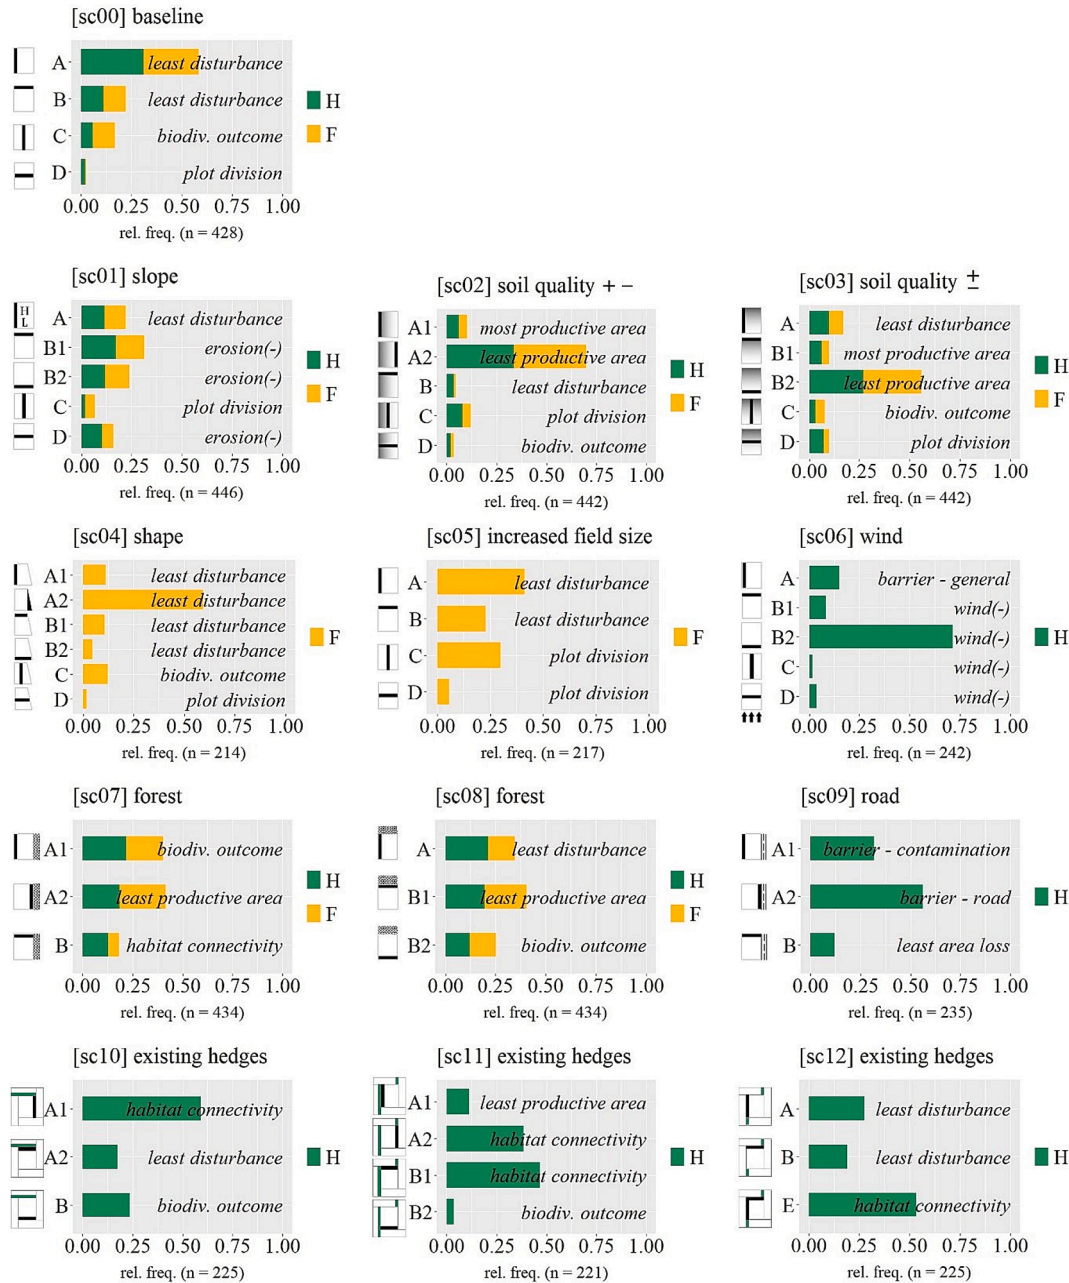 [sc00] baseline
A least disturbance
B least disturbance
C biodiv. outcome
D plot division
H
F
0.00 0.25 0.50 0.75 1.00
rel. freq. (n = 428)
[sc01] slope
H
L
A least disturbance
B1 erosion(-)
B2 erosion(-)
C plot division
D erosion(-)
H
F
0.00 0.25 0.50 0.75 1.00
rel. freq. (n = 446)
[sc02] soil quality + −
A1 most productive area
A2 least productive area
B least disturbance
C plot division
D biodiv. outcome
H
F
0.00 0.25 0.50 0.75 1.00
rel. freq. (n = 442)
[sc03] soil quality ±
A least disturbance
B1 most productive area
B2 least productive area
C biodiv. outcome
D plot division
H
F
0.00 0.25 0.50 0.75 1.00
rel. freq. (n = 442)
[sc04] shape
A1 least disturbance
A2 least disturbance
B1 least disturbance
B2 least disturbance
C biodiv. outcome
D plot division
F
0.00 0.25 0.50 0.75 1.00
rel. freq. (n = 214)
[sc05] increased field size
A least disturbance
B least disturbance
C plot division
D plot division
F
0.00 0.25 0.50 0.75 1.00
rel. freq. (n = 217)
[sc06] wind
A barrier - general
B1 wind(-)
B2 wind(-)
C wind(-)
D wind(-)
H
0.00 0.25 0.50 0.75 1.00
rel. freq. (n = 242)
[sc07] forest
A1 biodiv. outcome
A2 least productive area
B habitat connectivity
H
F
0.00 0.25 0.50 0.75 1.00
rel. freq. (n = 434)
[sc08] forest
A least disturbance
B1 least productive area
B2 biodiv. outcome
H
F
0.00 0.25 0.50 0.75 1.00
rel. freq. (n = 434)
[sc09] road
A1 barrier - contamination
A2 barrier - road
B least area loss
H
0.00 0.25 0.50 0.75 1.00
rel. freq. (n = 235)
[sc10] existing hedges
A1 habitat connectivity
A2 least disturbance
B biodiv. outcome
H
0.00 0.25 0.50 0.75 1.00
rel. freq. (n = 225)
[sc11] existing hedges
A1 least productive area
A2 habitat connectivity
B1 habitat connectivity
B2 biodiv. outcome
H
0.00 0.25 0.50 0.75 1.00
rel. freq. (n = 221)
[sc12] existing hedges
A least disturbance
B least disturbance
E habitat connectivity
H
0.00 0.25 0.50 0.75 1.00
rel. freq. (n = 225)